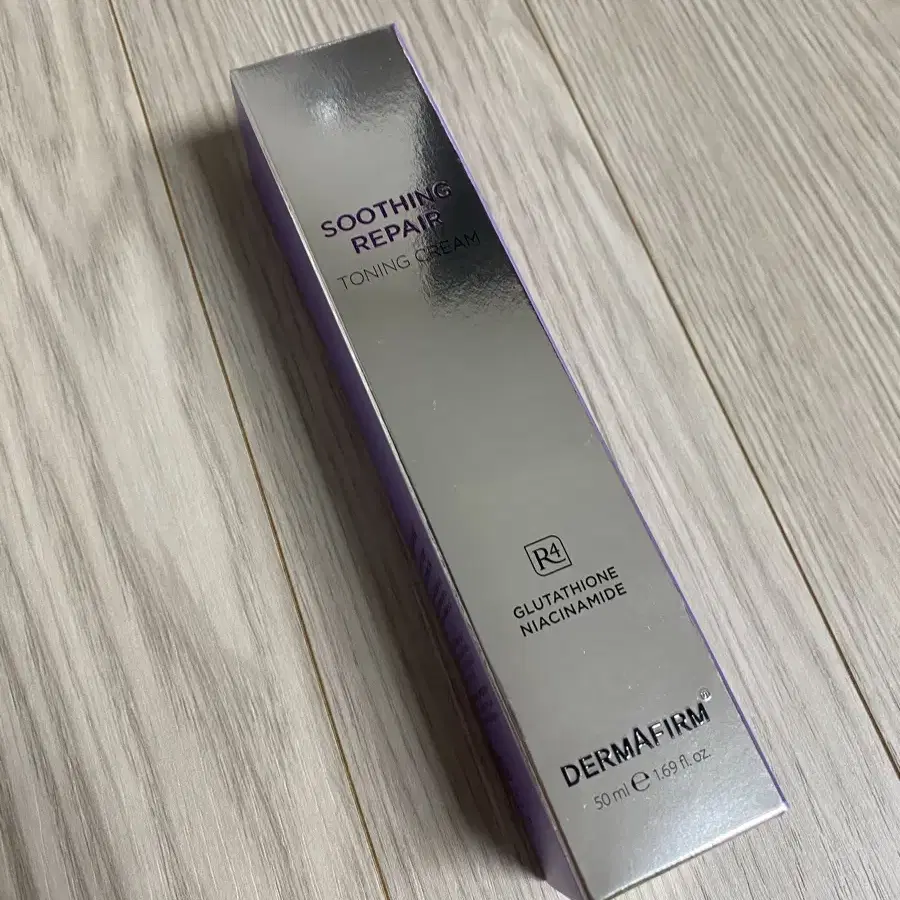 SOOTHING
REPAIR
TONING CREAM
R4
GLUTATHIONE
NIACINAMIDE
DERMAFIRM
50 ml ℮ 1.69 fl. oz.